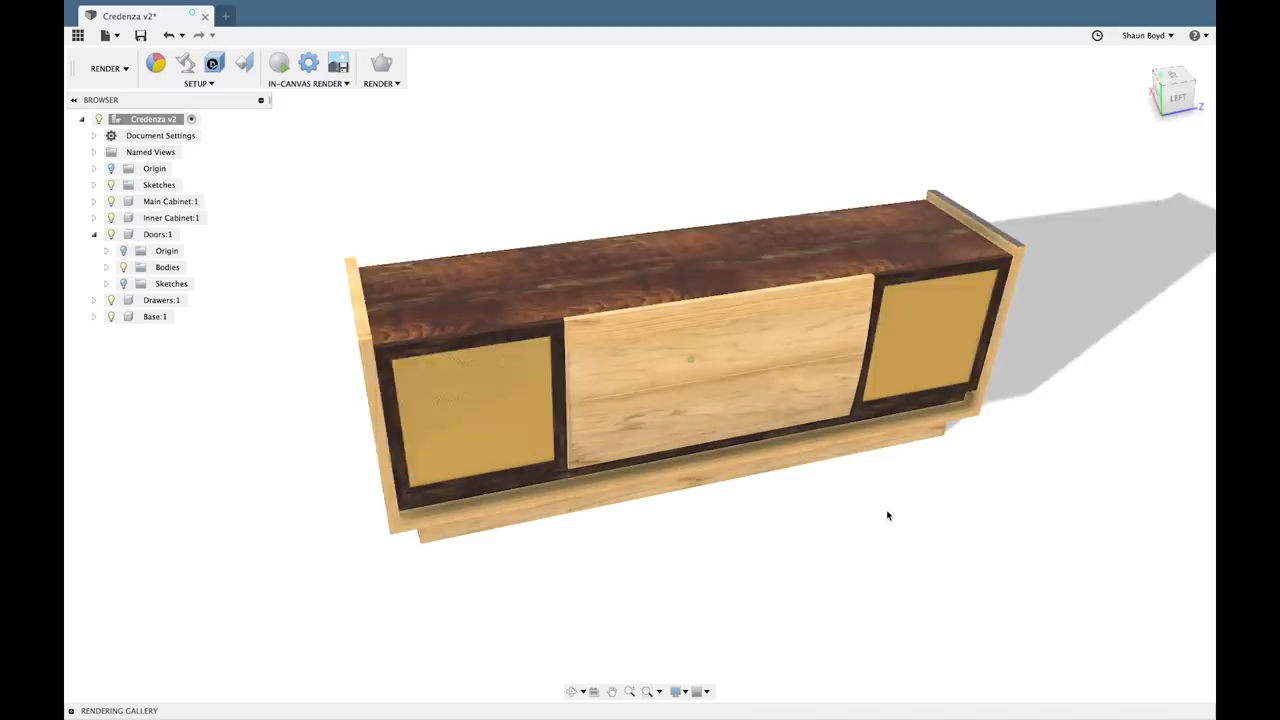 Credenza v2*
Shaun Boyd
RENDER
SETUP
IN-CANVAS RENDER
RENDER
BROWSER
LEFT
X
Z
Credenza v2
Document Settings
Named Views
Origin
Sketches
Main Cabinet:1
Inner Cabinet:1
Doors:1
Origin
Bodies
Sketches
Drawers:1
Base:1
RENDERING GALLERY